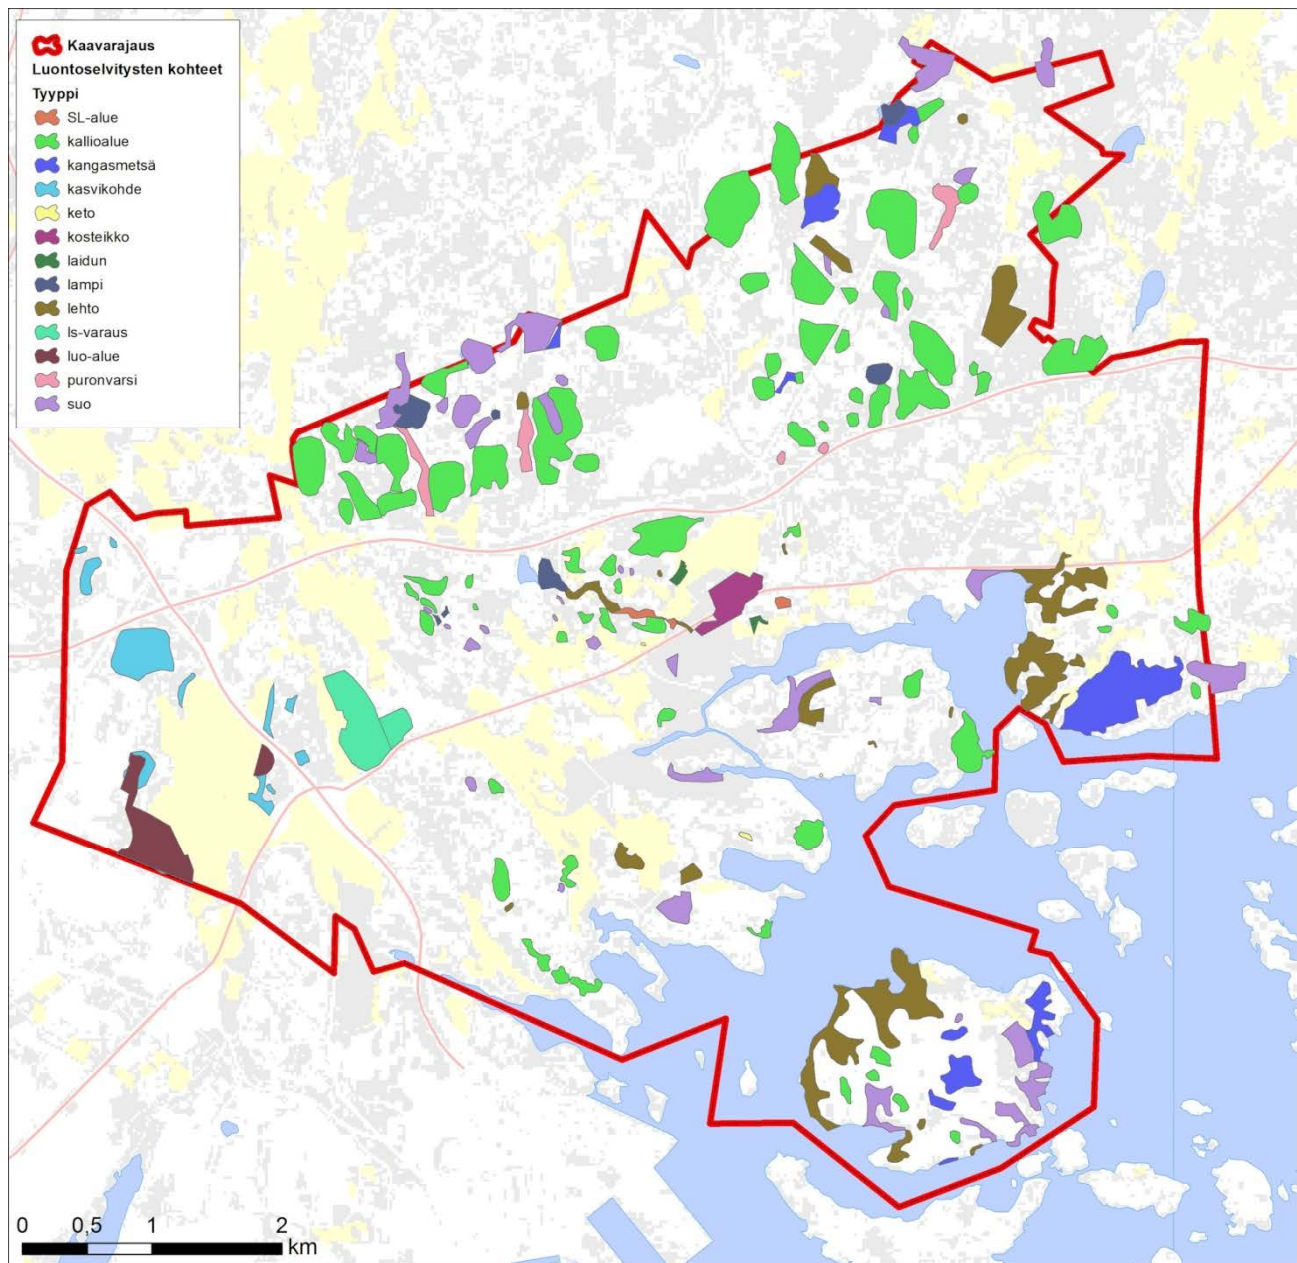 Kaavarajaus
Luontoselvitysten kohteet
Tyyppi
SL-alue
kallioalue
kangasmetsä
kasvikohde
keto
kosteikko
laidun
lampi
lehto
ls-varaus
luo-alue
puronvarsi
suo
0 0,5 1 2
km